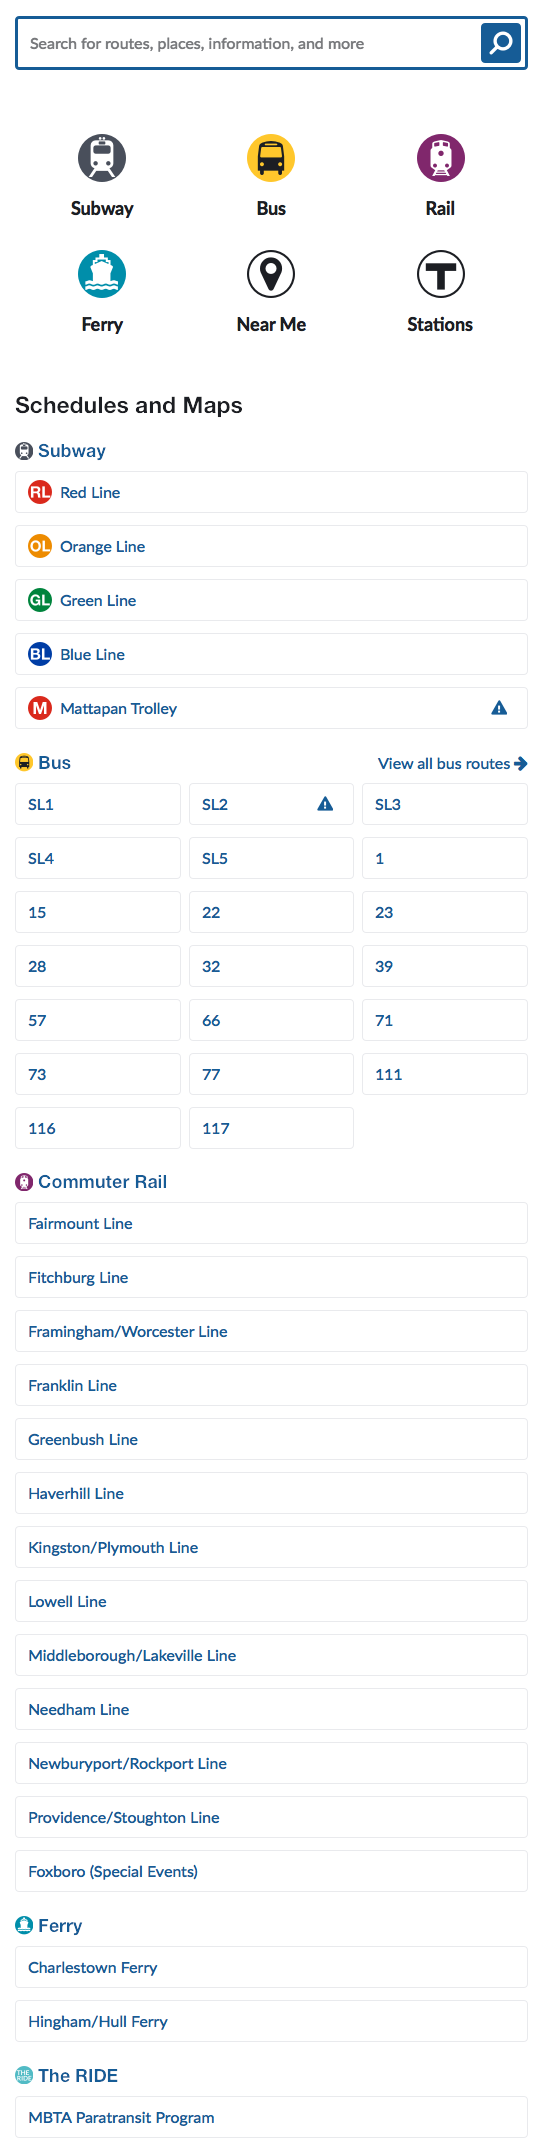 Search for routes, places, information, and more
Subway Bus Rail
Ferry Near Me Stations
T
Schedules and Maps
Subway
RL Red Line
OL Orange Line
GL Green Line
BL Blue Line
M Mattapan Trolley
Bus View all bus routes
SL1 SL2 SL3
SL4 SL5 1
15 22 23
28 32 39
57 66 71
73 77 111
116 117
Commuter Rail
Fairmount Line
Fitchburg Line
Framingham/Worcester Line
Franklin Line
Greenbush Line
Haverhill Line
Kingston/Plymouth Line
Lowell Line
Middleborough/Lakeville Line
Needham Line
Newburyport/Rockport Line
Providence/Stoughton Line
Foxboro (Special Events)
Ferry
Charlestown Ferry
Hingham/Hull Ferry
THE RIDE The RIDE
MBTA Paratransit Program